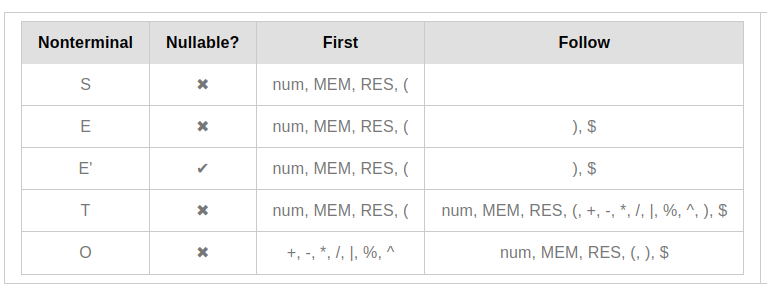 Nonterminal Nullable? First Follow
S ✖ num, MEM, RES, (
E ✖ num, MEM, RES, ( ), $
E' ✔ num, MEM, RES, ( ), $
T ✖ num, MEM, RES, ( num, MEM, RES, (, +, -, *, /, |, %, ^, ), $
O ✖ +, -, *, /, |, %, ^ num, MEM, RES, (, ), $